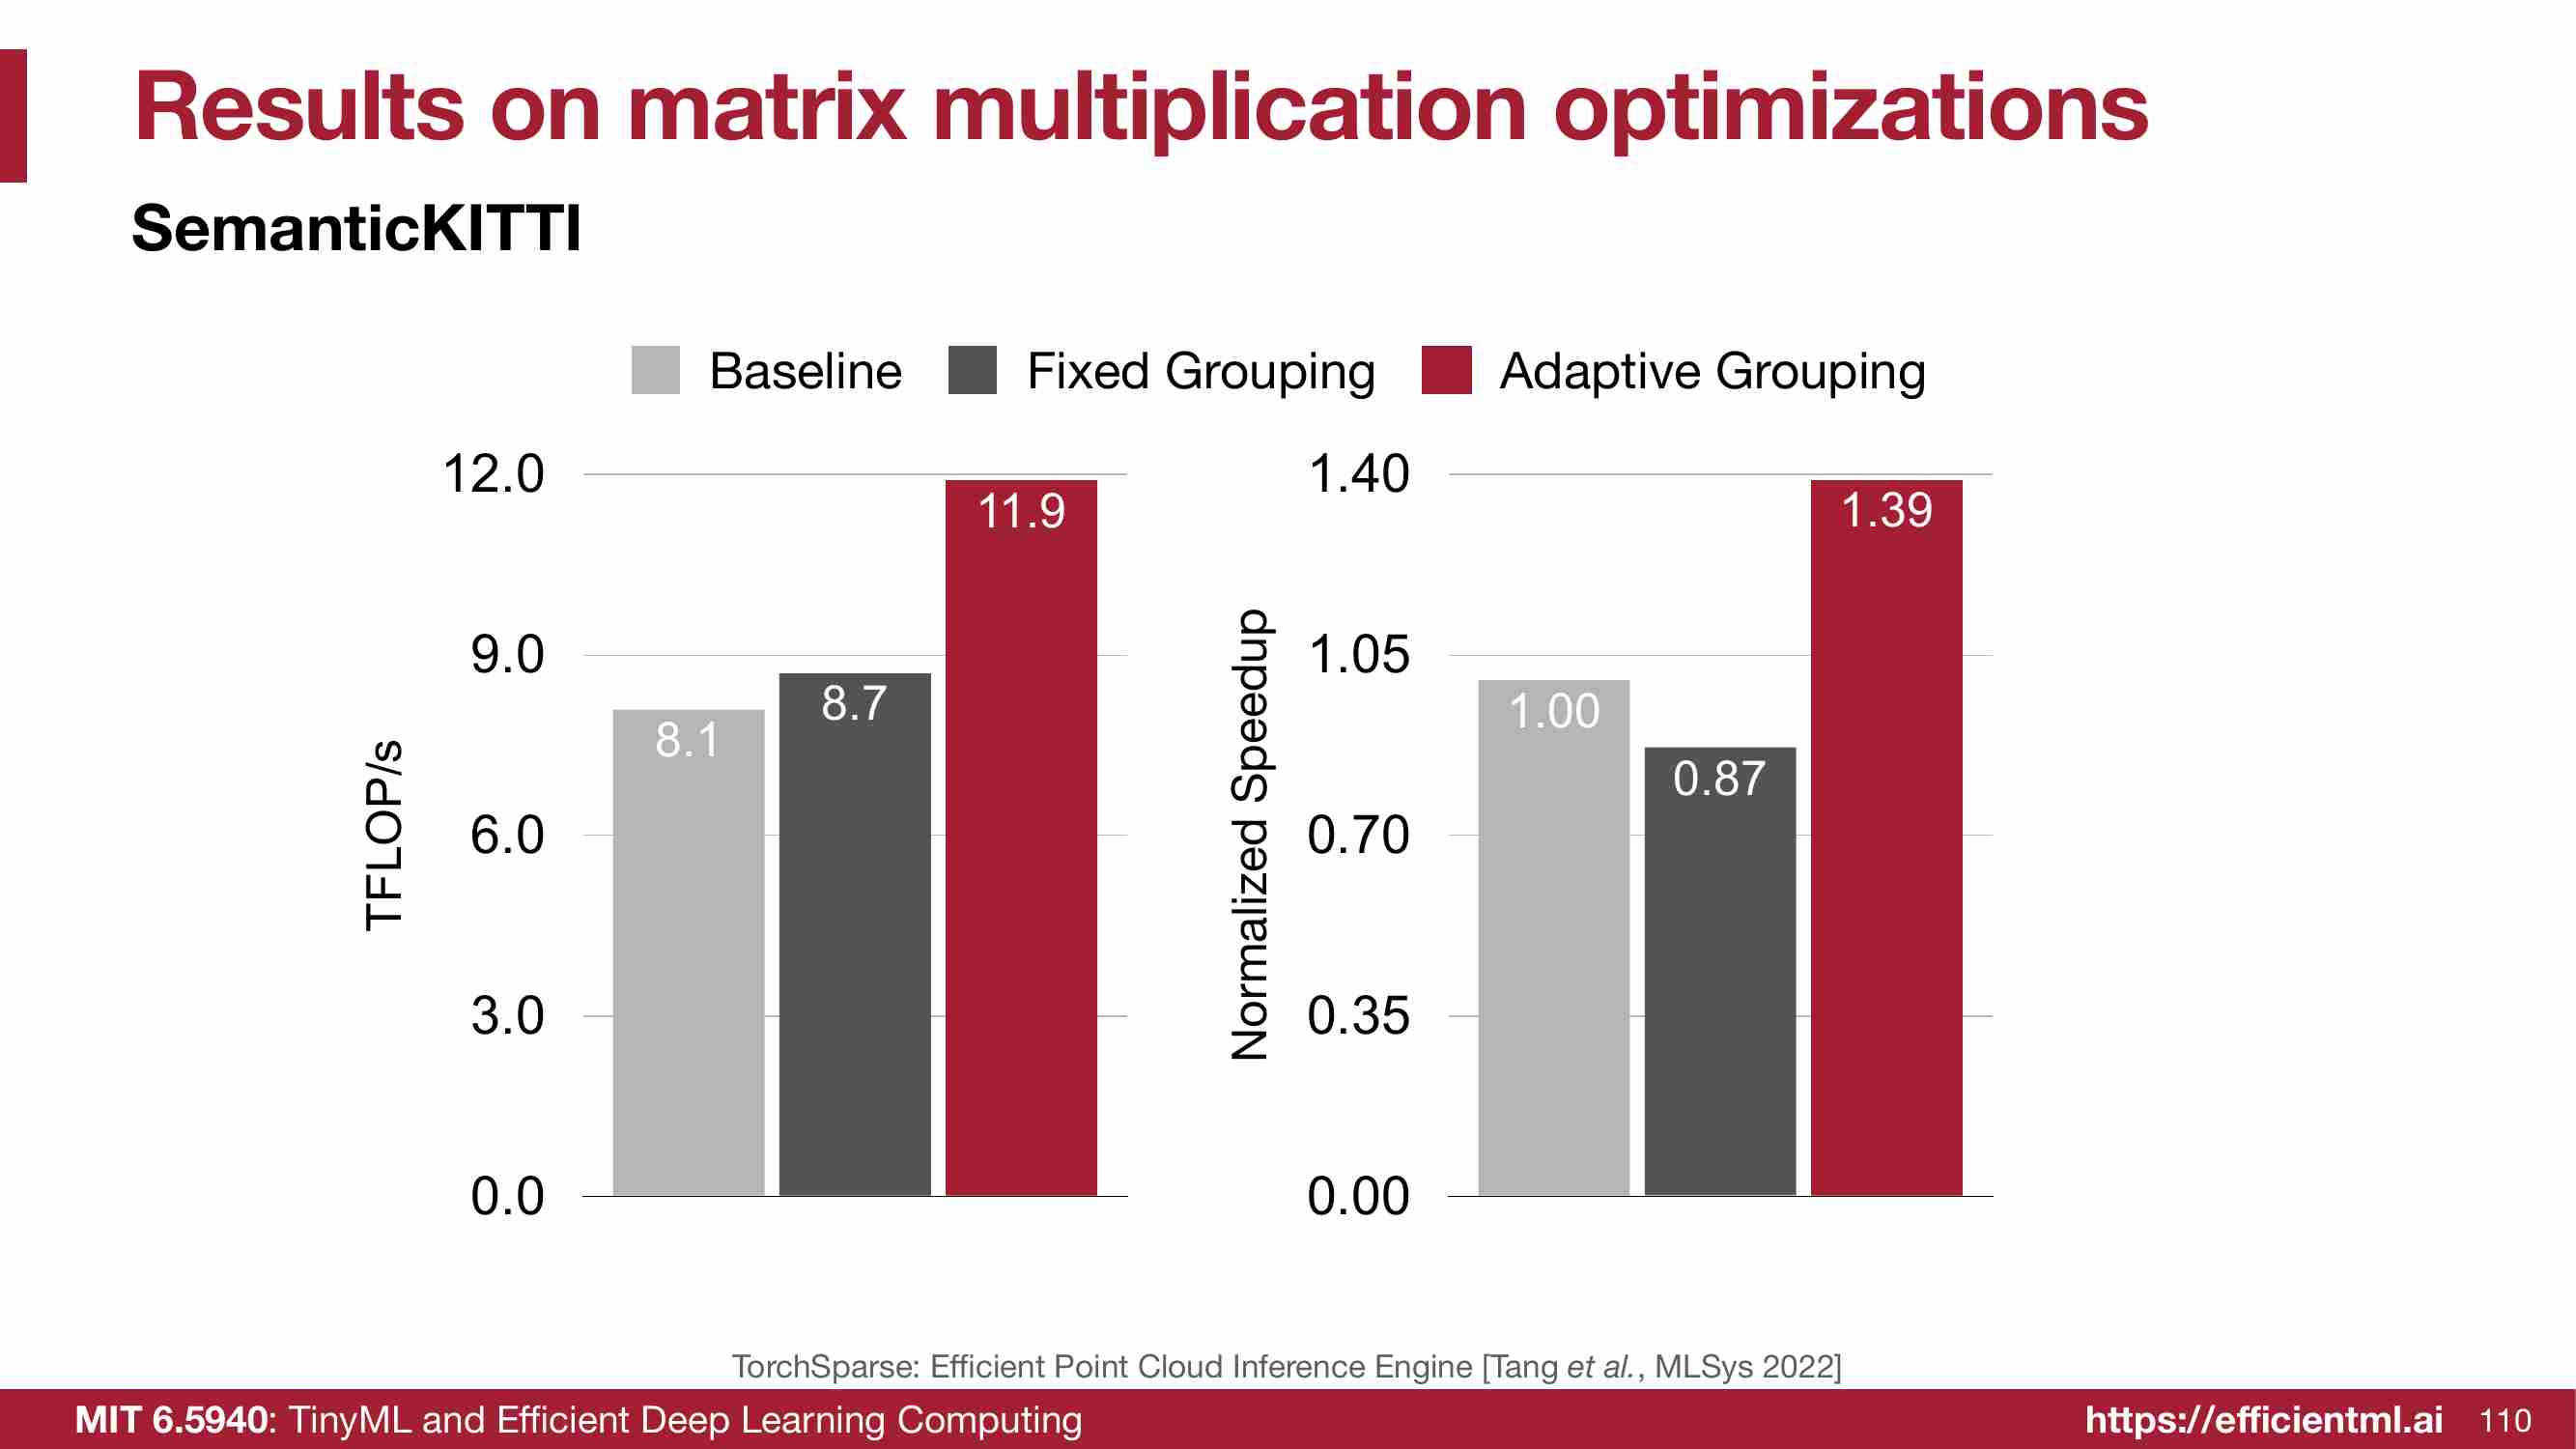 Results on matrix multiplication optimizations
SemanticKITTI
Baseline Fixed Grouping Adaptive Grouping
TFLOP/s
12.0
9.0
6.0
3.0
0.0
8.1
8.7
11.9
Normalized Speedup
1.40
1.05
0.70
0.35
0.00
1.00
0.87
1.39
TorchSparse: Efficient Point Cloud Inference Engine [Tang et al., MLSys 2022]
MIT 6.5940: TinyML and Efficient Deep Learning Computing
https://efficientml.ai 110